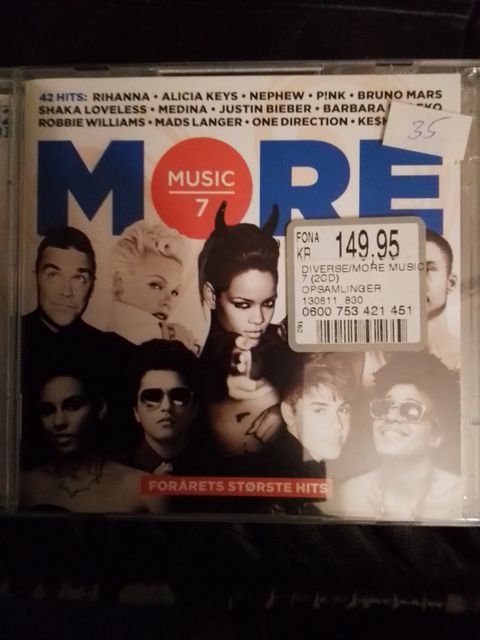 42 HITS: RIHANNA • ALICIA KEYS • NEPHEW • P!NK • BRUNO MARS
SHAKA LOVELESS • MEDINA • JUSTIN BIEBER • BARBARA
ROBBIE WILLIAMS • MADS LANGER • ONE DIRECTION • KE$H
35
MORE
MUSIC
7
FONA
KR 149.95
DIVERSE/MORE MUSIC
7 (2CD)
OPSAMLINGER
130611 830
0600 753 421 451
162
FORÅRETS STØRSTE HITS